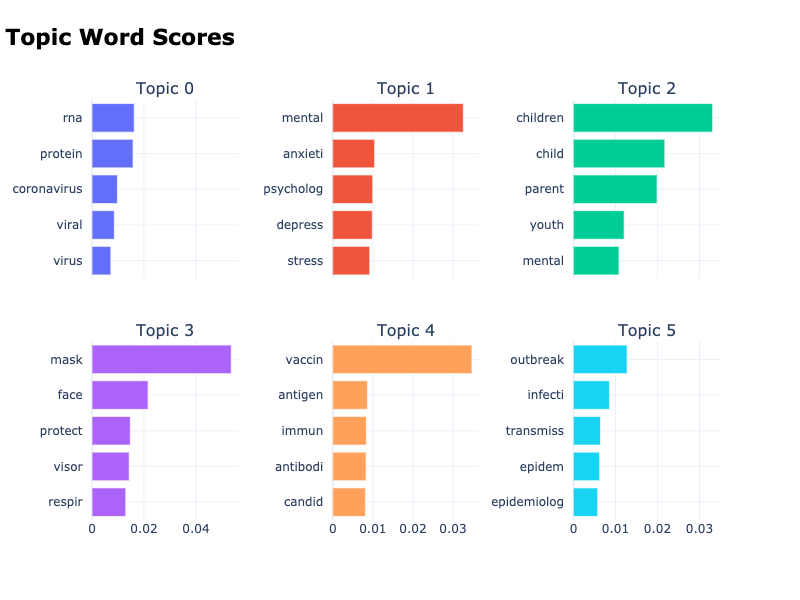 Topic Word Scores
Topic 0
rna
protein
coronavirus
viral
virus
Topic 1
mental
anxieti
psycholog
depress
stress
Topic 2
children
child
parent
youth
mental
Topic 3
mask
face
protect
visor
respir
0 0.02 0.04
Topic 4
vaccin
antigen
immun
antibodi
candid
0 0.01 0.02 0.03
Topic 5
outbreak
infecti
transmiss
epidem
epidemiolog
0 0.01 0.02 0.03